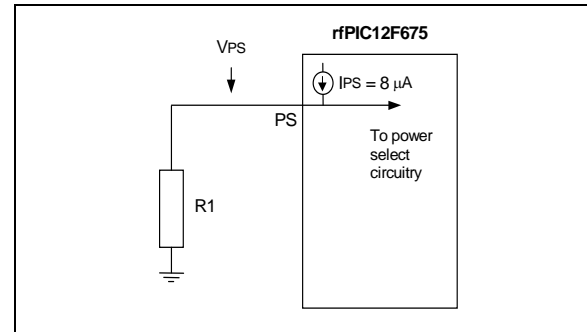 rfPIC12F675
VPS
IPS = 8 μA
PS
To power
select
circuitry
R1